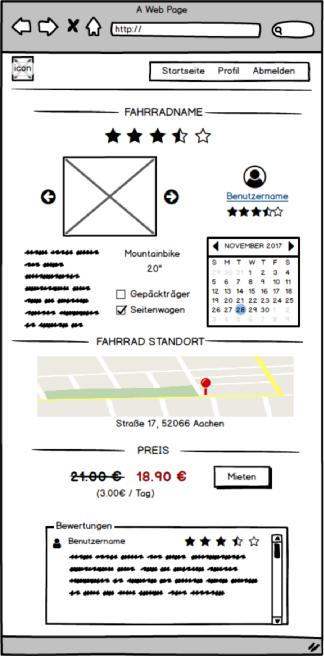 A Web Page
http://
icon
Startseite Profil Abmelden
FAHRRADNAME
Benutzername
Mountainbike
20"
Gepäckträger
Seitenwagen
NOVEMBER 2017
S M T W T F S
29 30 31 1 2 3 4
5 6 7 8 9 10 11
12 13 14 15 16 17 18
19 20 21 22 23 24 25
26 27 28 29 30 1 2
3 4 5 6 7 8 9
FAHRRAD STANDORT
Straße 17, 52066 Aachen
PREIS
21.00 € 18.90 € Mieten
(3.00€ / Tag)
Bewertungen
Benutzername